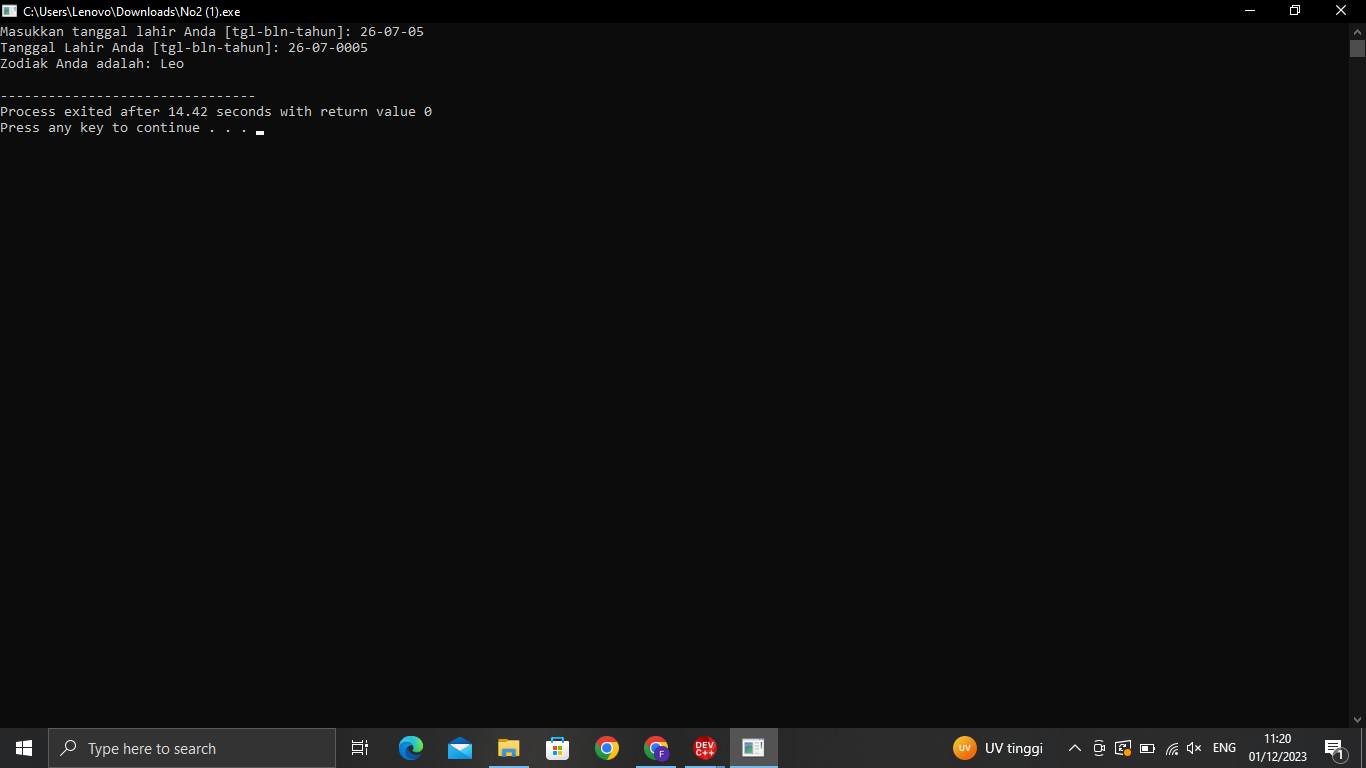 C:\Users\Lenovo\Downloads\No2 (1).exe
Masukkan tanggal lahir Anda [tgl-bln-tahun]: 26-07-05
Tanggal Lahir Anda [tgl-bln-tahun]: 26-07-0005
Zodiak Anda adalah: Leo
--------------------------------
Process exited after 14.42 seconds with return value 0
Press any key to continue . . .
Type here to search
F
DEV
C++
UV
UV tinggi
ENG
11:20
01/12/2023
1